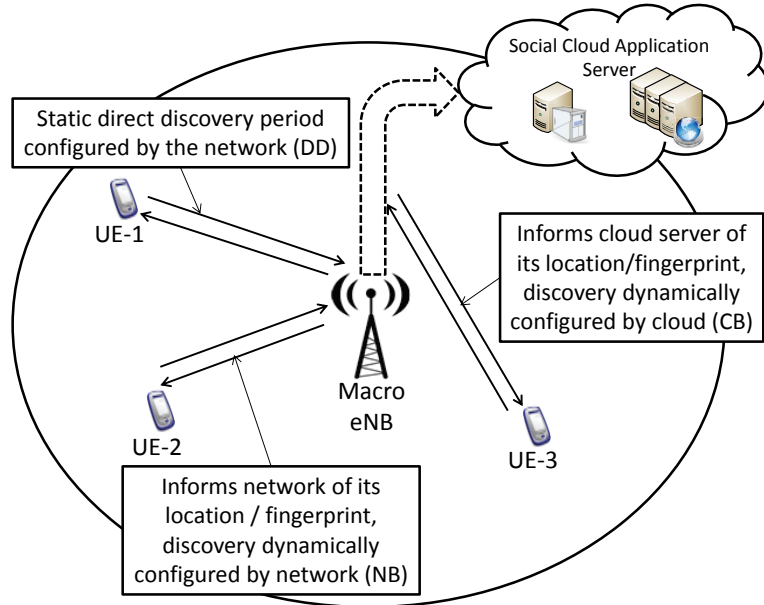 Social Cloud Application
Server
Static direct discovery period
configured by the network (DD)
UE-1
Informs cloud server of
its location/fingerprint,
discovery dynamically
configured by cloud (CB)
Macro
eNB
UE-2
UE-3
Informs network of its
location / fingerprint,
discovery dynamically
configured by network (NB)